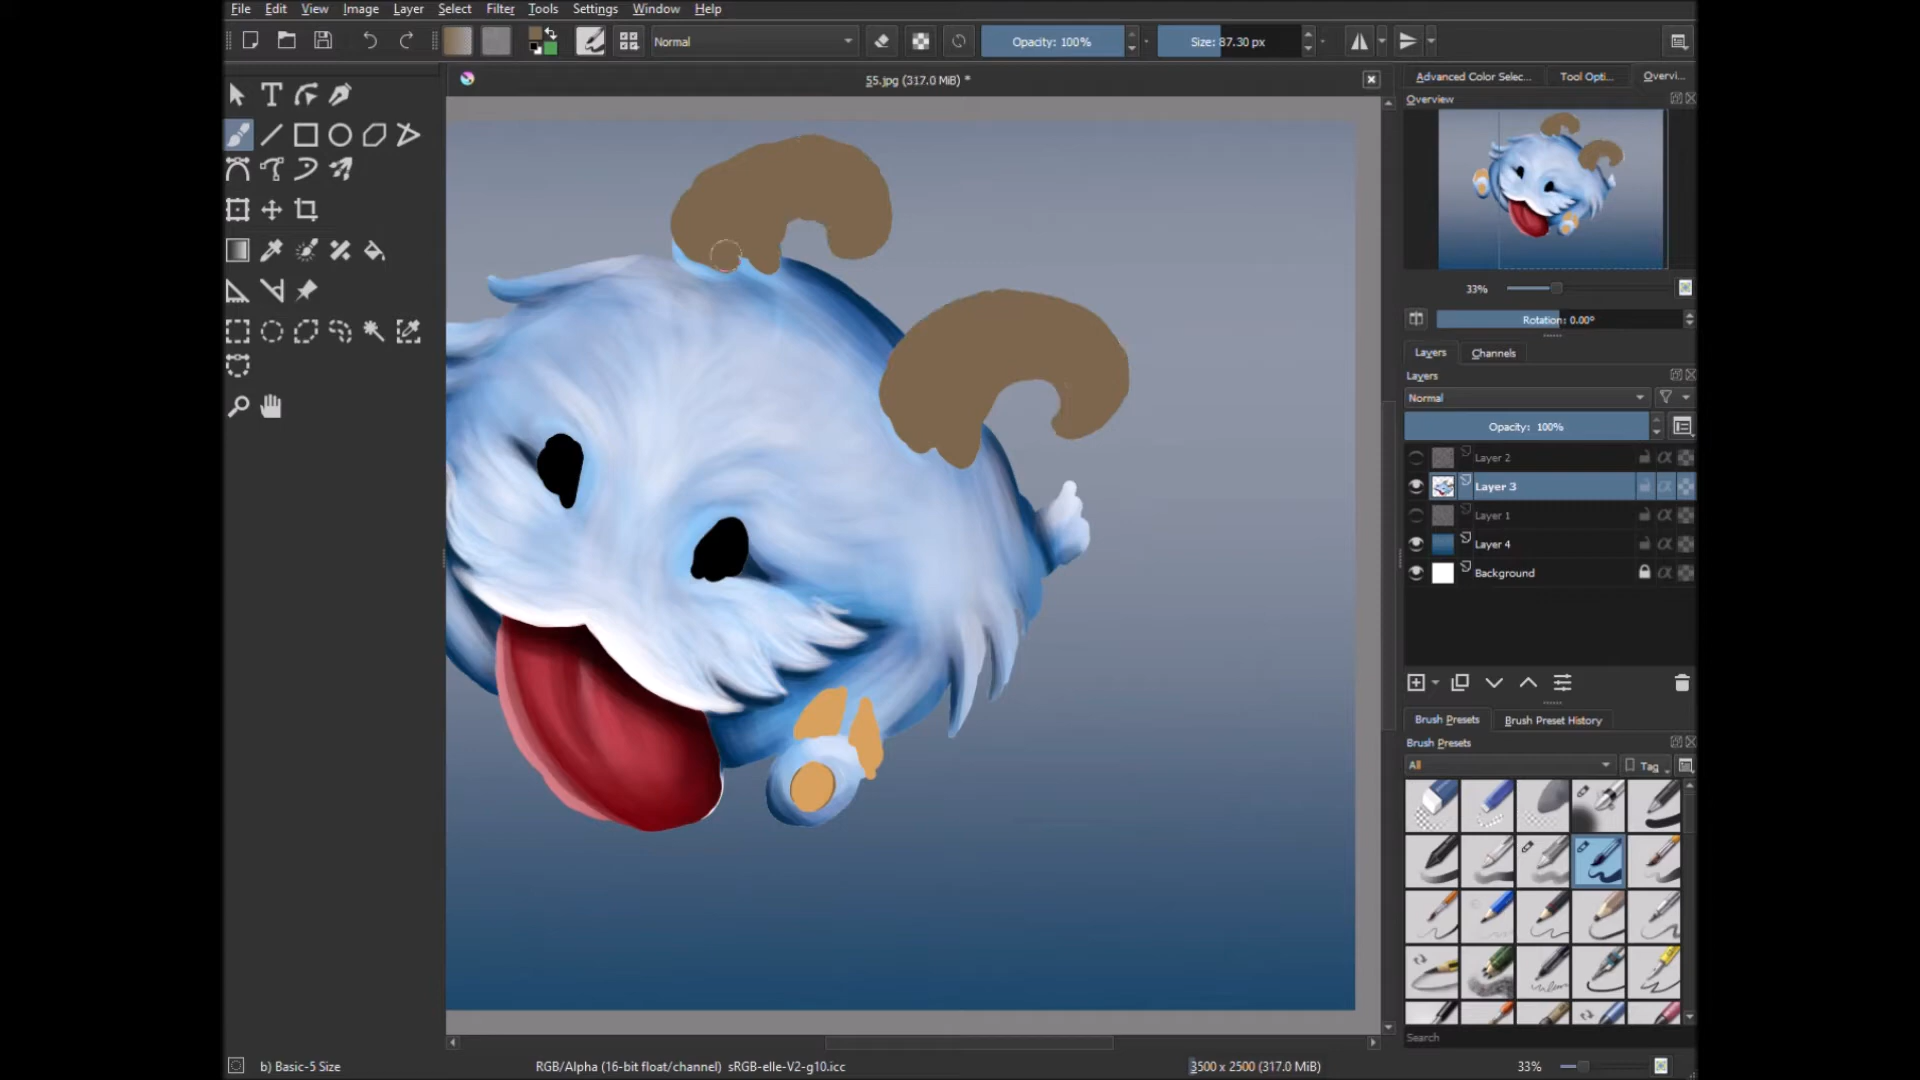 File Edit View Image Layer Select Filter Tools Settings Window Help
Normal
Opacity: 100%
Size: 87.30 px
55.jpg (317.0 MiB) *
Advanced Color Selec...
Tool Opti...
Overvi...
Overview
33%
Rotation: 0.00°
Layers
Channels
Layers
Normal
Opacity: 100%
Layer 2
Layer 3
Layer 1
Layer 4
Background
Brush Presets
Brush Preset History
Brush Presets
All
Tag
Search
b) Basic-5 Size
RGB/Alpha (16-bit float/channel) sRGB-elle-V2-g10.icc
3500 x 2500 (317.0 MiB)
33%